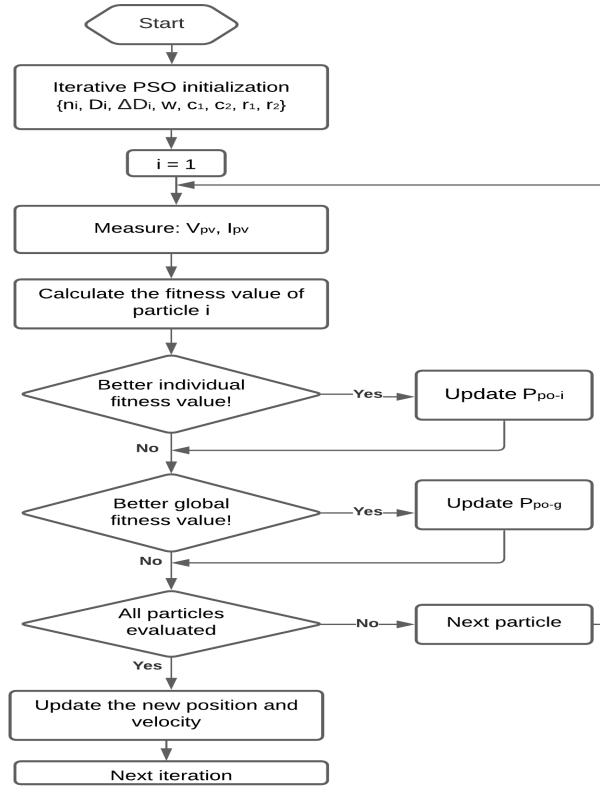 Start
Iterative PSO initialization
{nᵢ, Dᵢ, ΔDᵢ, w, c₁, c₂, r₁, r₂}
i = 1
Measure: Vpv, Ipv
Calculate the fitness value of
particle i
Better individual
fitness value!
Yes
Update Ppo-i
No
Better global
fitness value!
Yes
Update Ppo-g
No
All particles
evaluated
No
Next particle
Yes
Update the new position and
velocity
Next iteration